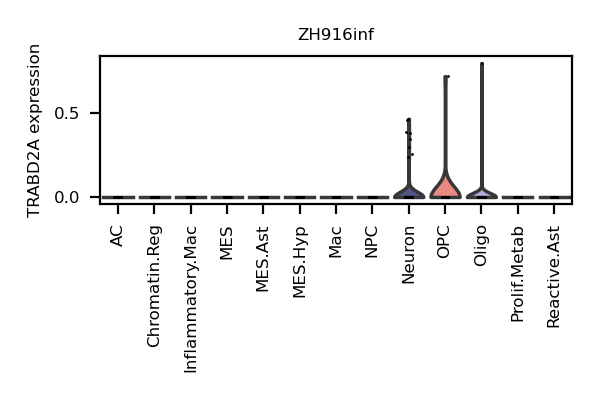 ZH916inf
TRABD2A expression
0.5
0.0
AC
Chromatin.Reg
Inflammatory.Mac
MES
MES.Ast
MES.Hyp
Mac
NPC
Neuron
OPC
Oligo
Prolif.Metab
Reactive.Ast